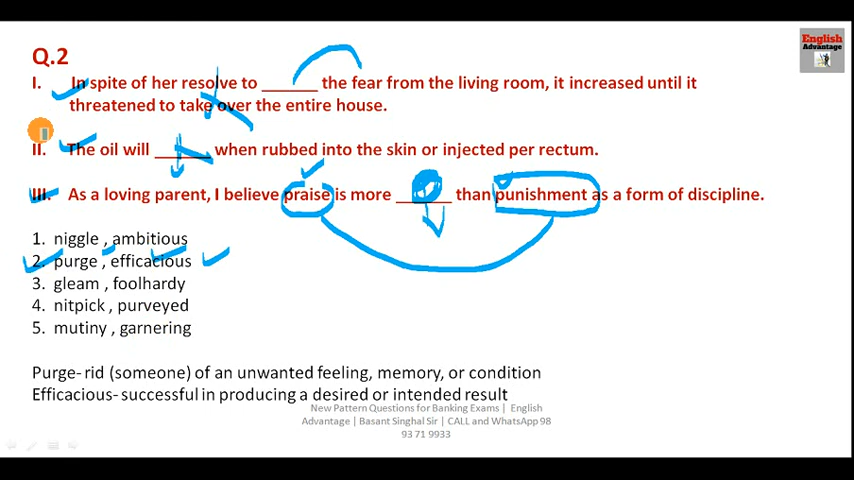 English
Advantage
Q.2
I. In spite of her resolve to ______ the fear from the living room, it increased until it
threatened to take over the entire house.
II. The oil will ______ when rubbed into the skin or injected per rectum.
III. As a loving parent, I believe praise is more ______ than punishment as a form of discipline.
1. niggle , ambitious
2. purge , efficacious
3. gleam , foolhardy
4. nitpick , purveyed
5. mutiny , garnering
Purge- rid (someone) of an unwanted feeling, memory, or condition
Efficacious- successful in producing a desired or intended result
New Pattern Questions for Banking Exams | English
Advantage | Basant Singhal Sir | CALL and WhatsApp 98
93 71 9933